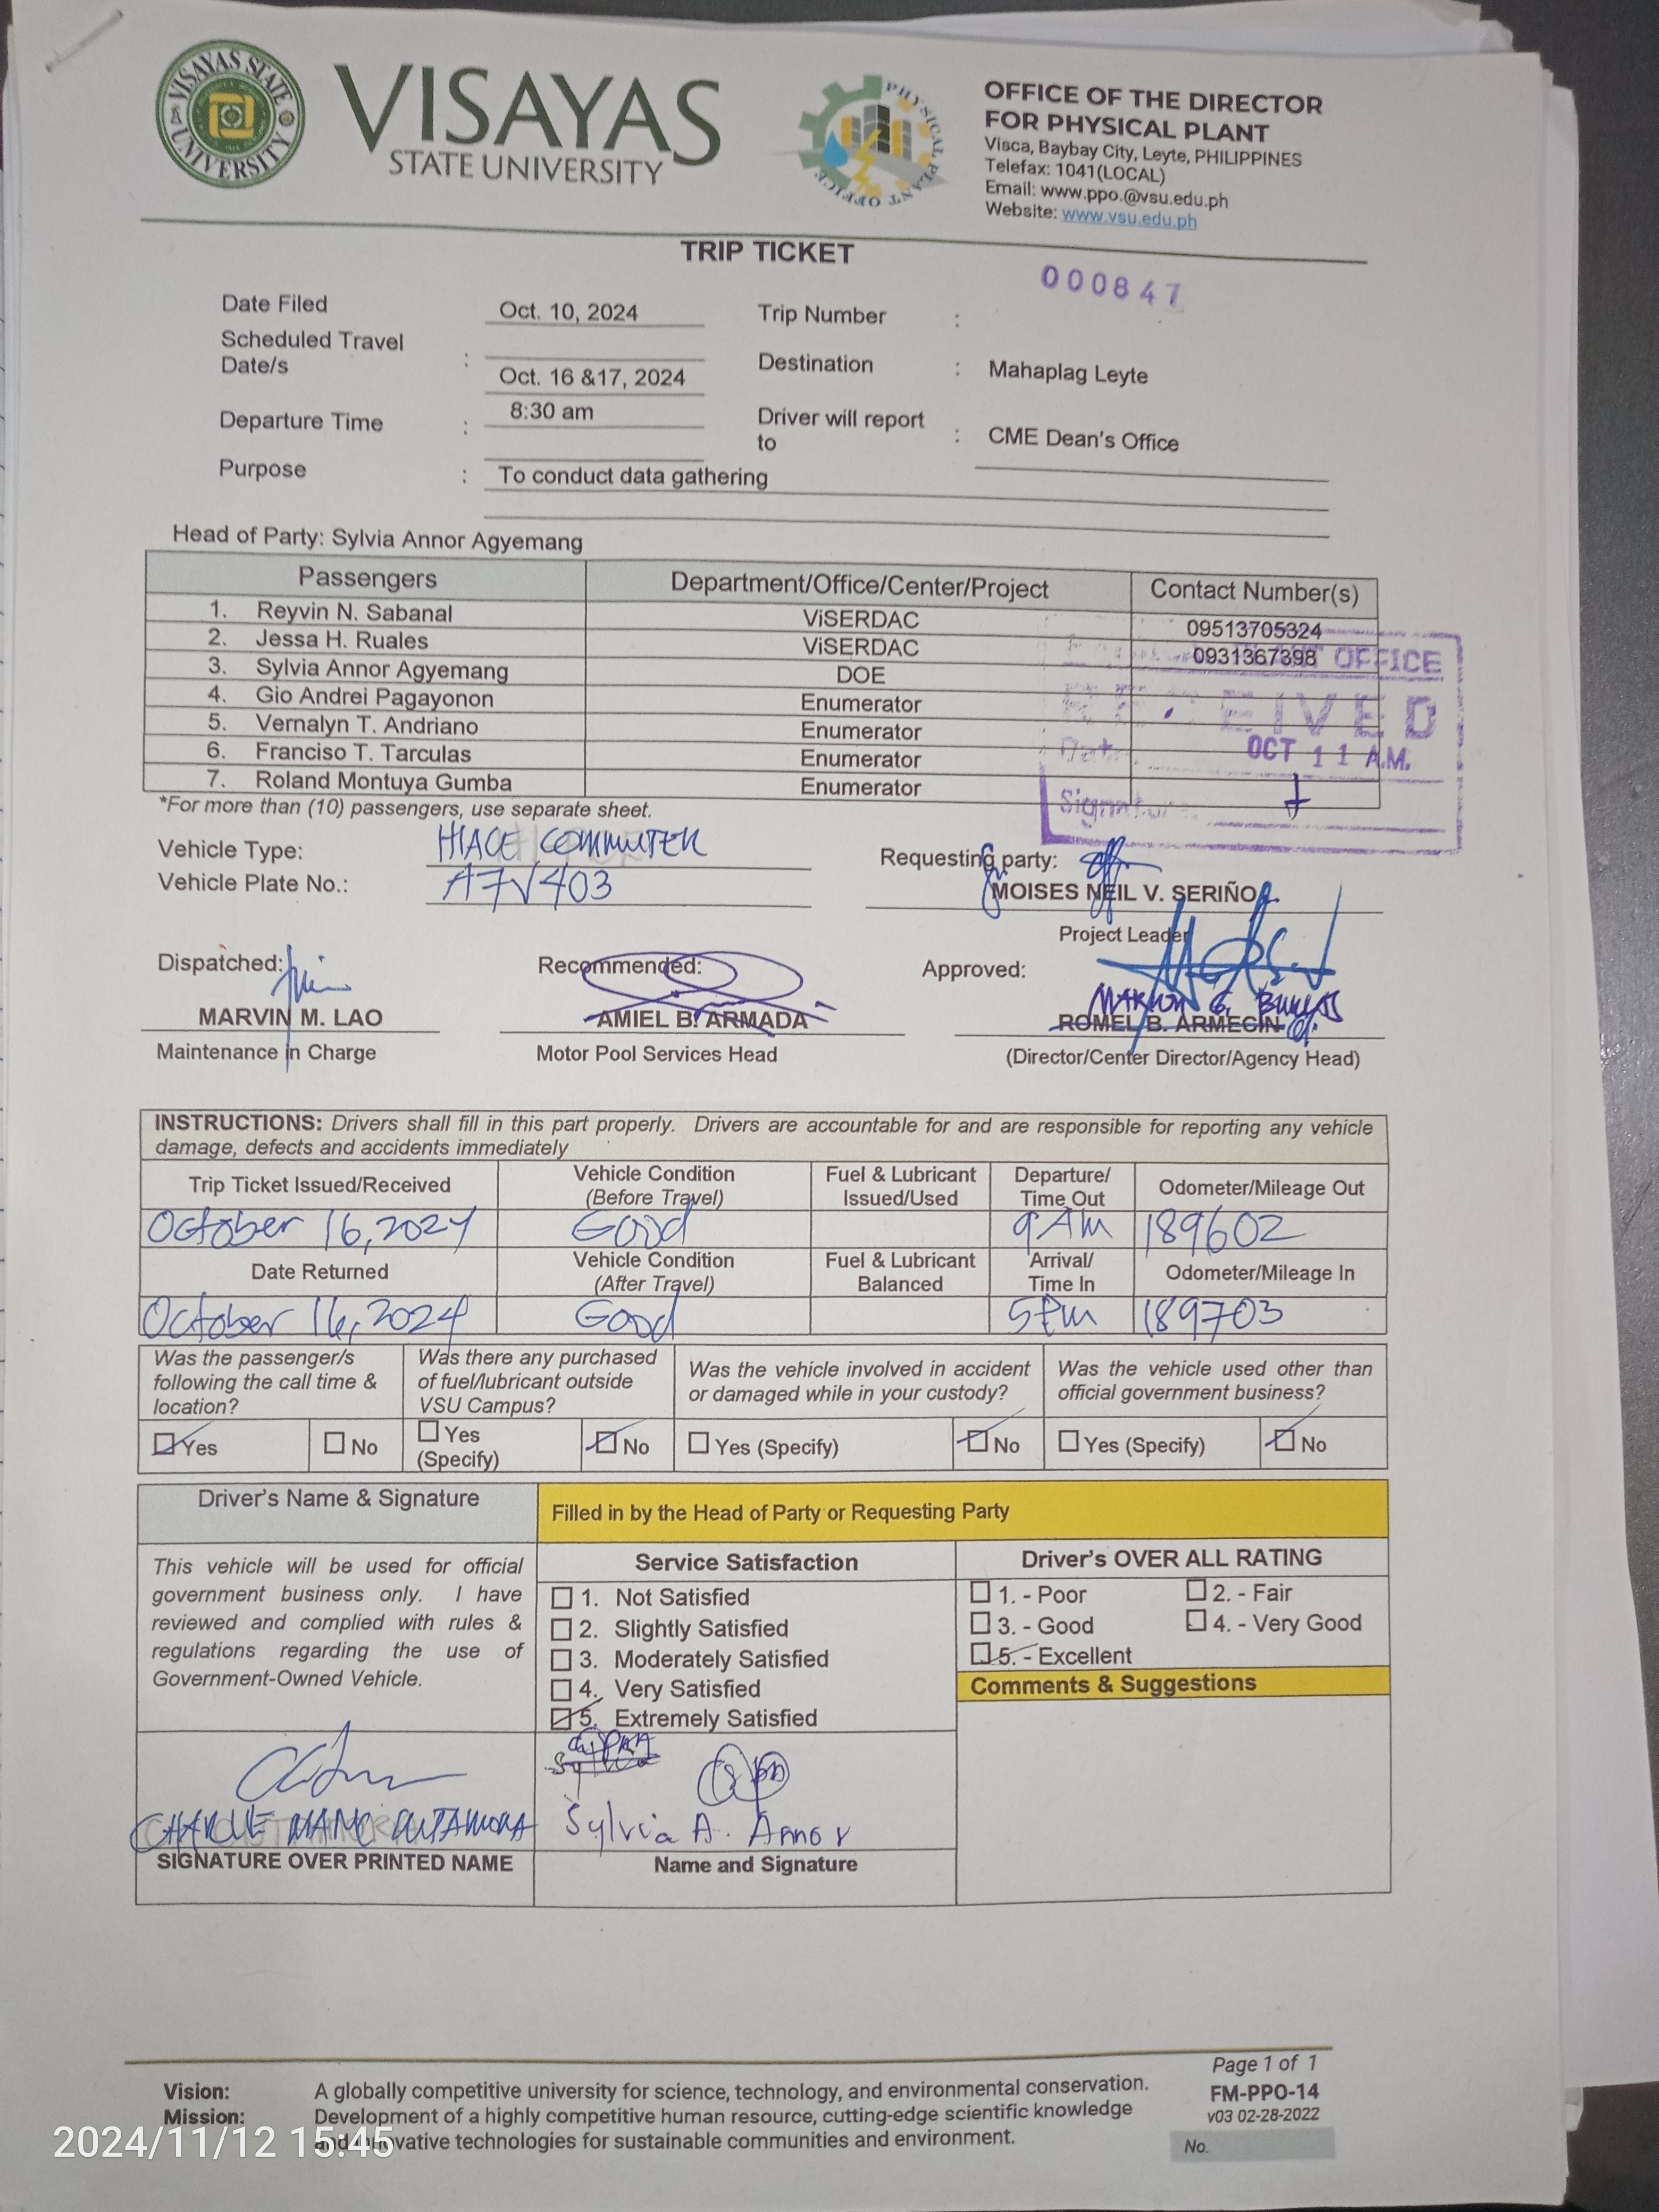 VISAYAS STATE UNIVERSITY
VISAYAS
STATE UNIVERSITY
PHYSICAL PLANT OFFICE
OFFICE OF THE DIRECTOR
FOR PHYSICAL PLANT
Visca, Baybay City, Leyte, PHILIPPINES
Telefax: 1041(LOCAL)
Email: www.ppo.@vsu.edu.ph
Website: www.vsu.edu.ph
TRIP TICKET
000847
Date Filed Oct. 10, 2024 Trip Number :
Scheduled Travel Date/s : Oct. 16 &17, 2024 Destination : Mahaplag Leyte
Departure Time : 8:30 am Driver will report to : CME Dean's Office
Purpose : To conduct data gathering
Head of Party: Sylvia Annor Agyemang
Passengers Department/Office/Center/Project Contact Number(s)
1. Reyvin N. Sabanal ViSERDAC 09513705324
2. Jessa H. Ruales ViSERDAC 0931367398
3. Sylvia Annor Agyemang DOE
4. Gio Andrei Pagayonon Enumerator
5. Vernalyn T. Andriano Enumerator
6. Franciso T. Tarculas Enumerator
7. Roland Montuya Gumba Enumerator
OFFICE
RECEIVED
OCT 11 A.M.
Signature
*For more than (10) passengers, use separate sheet.
Vehicle Type: HIACE COMMUTER Requesting party:
Vehicle Plate No.: A7V403 MOISES NEIL V. SERIÑO
Project Leader
Dispatched: Recommended: Approved:
MARVIN M. LAO AMIEL B. ARMADA ROMEL B. ARMECIN
Maintenance in Charge Motor Pool Services Head (Director/Center Director/Agency Head)
INSTRUCTIONS: Drivers shall fill in this part properly. Drivers are accountable for and are responsible for reporting any vehicle
damage, defects and accidents immediately
Trip Ticket Issued/Received Vehicle Condition (Before Travel) Fuel & Lubricant Issued/Used Departure/ Time Out Odometer/Mileage Out
October 16, 2024 Good 9 AM 189602
Date Returned Vehicle Condition (After Travel) Fuel & Lubricant Balanced Arrival/ Time In Odometer/Mileage In
October 16, 2024 Good 5 PM 189703
Was the passenger/s following the call time & location? Was there any purchased of fuel/lubricant outside VSU Campus? Was the vehicle involved in accident or damaged while in your custody? Was the vehicle used other than official government business?
Yes No Yes (Specify) No Yes (Specify) No Yes (Specify) No
Driver's Name & Signature Filled in by the Head of Party or Requesting Party
This vehicle will be used for official
government business only. I have
reviewed and complied with rules &
regulations regarding the use of
Government-Owned Vehicle.
Service Satisfaction
1. Not Satisfied
2. Slightly Satisfied
3. Moderately Satisfied
4. Very Satisfied
5. Extremely Satisfied
Driver's OVER ALL RATING
1. - Poor 2. - Fair
3. - Good 4. - Very Good
5. - Excellent
Comments & Suggestions
Sylvia A. Annor
SIGNATURE OVER PRINTED NAME Name and Signature
Page 1 of 1
Vision: A globally competitive university for science, technology, and environmental conservation.
Mission: Development of a highly competitive human resource, cutting-edge scientific knowledge
and innovative technologies for sustainable communities and environment.
FM-PPO-14
v03 02-28-2022
No.
2024/11/12 15:45